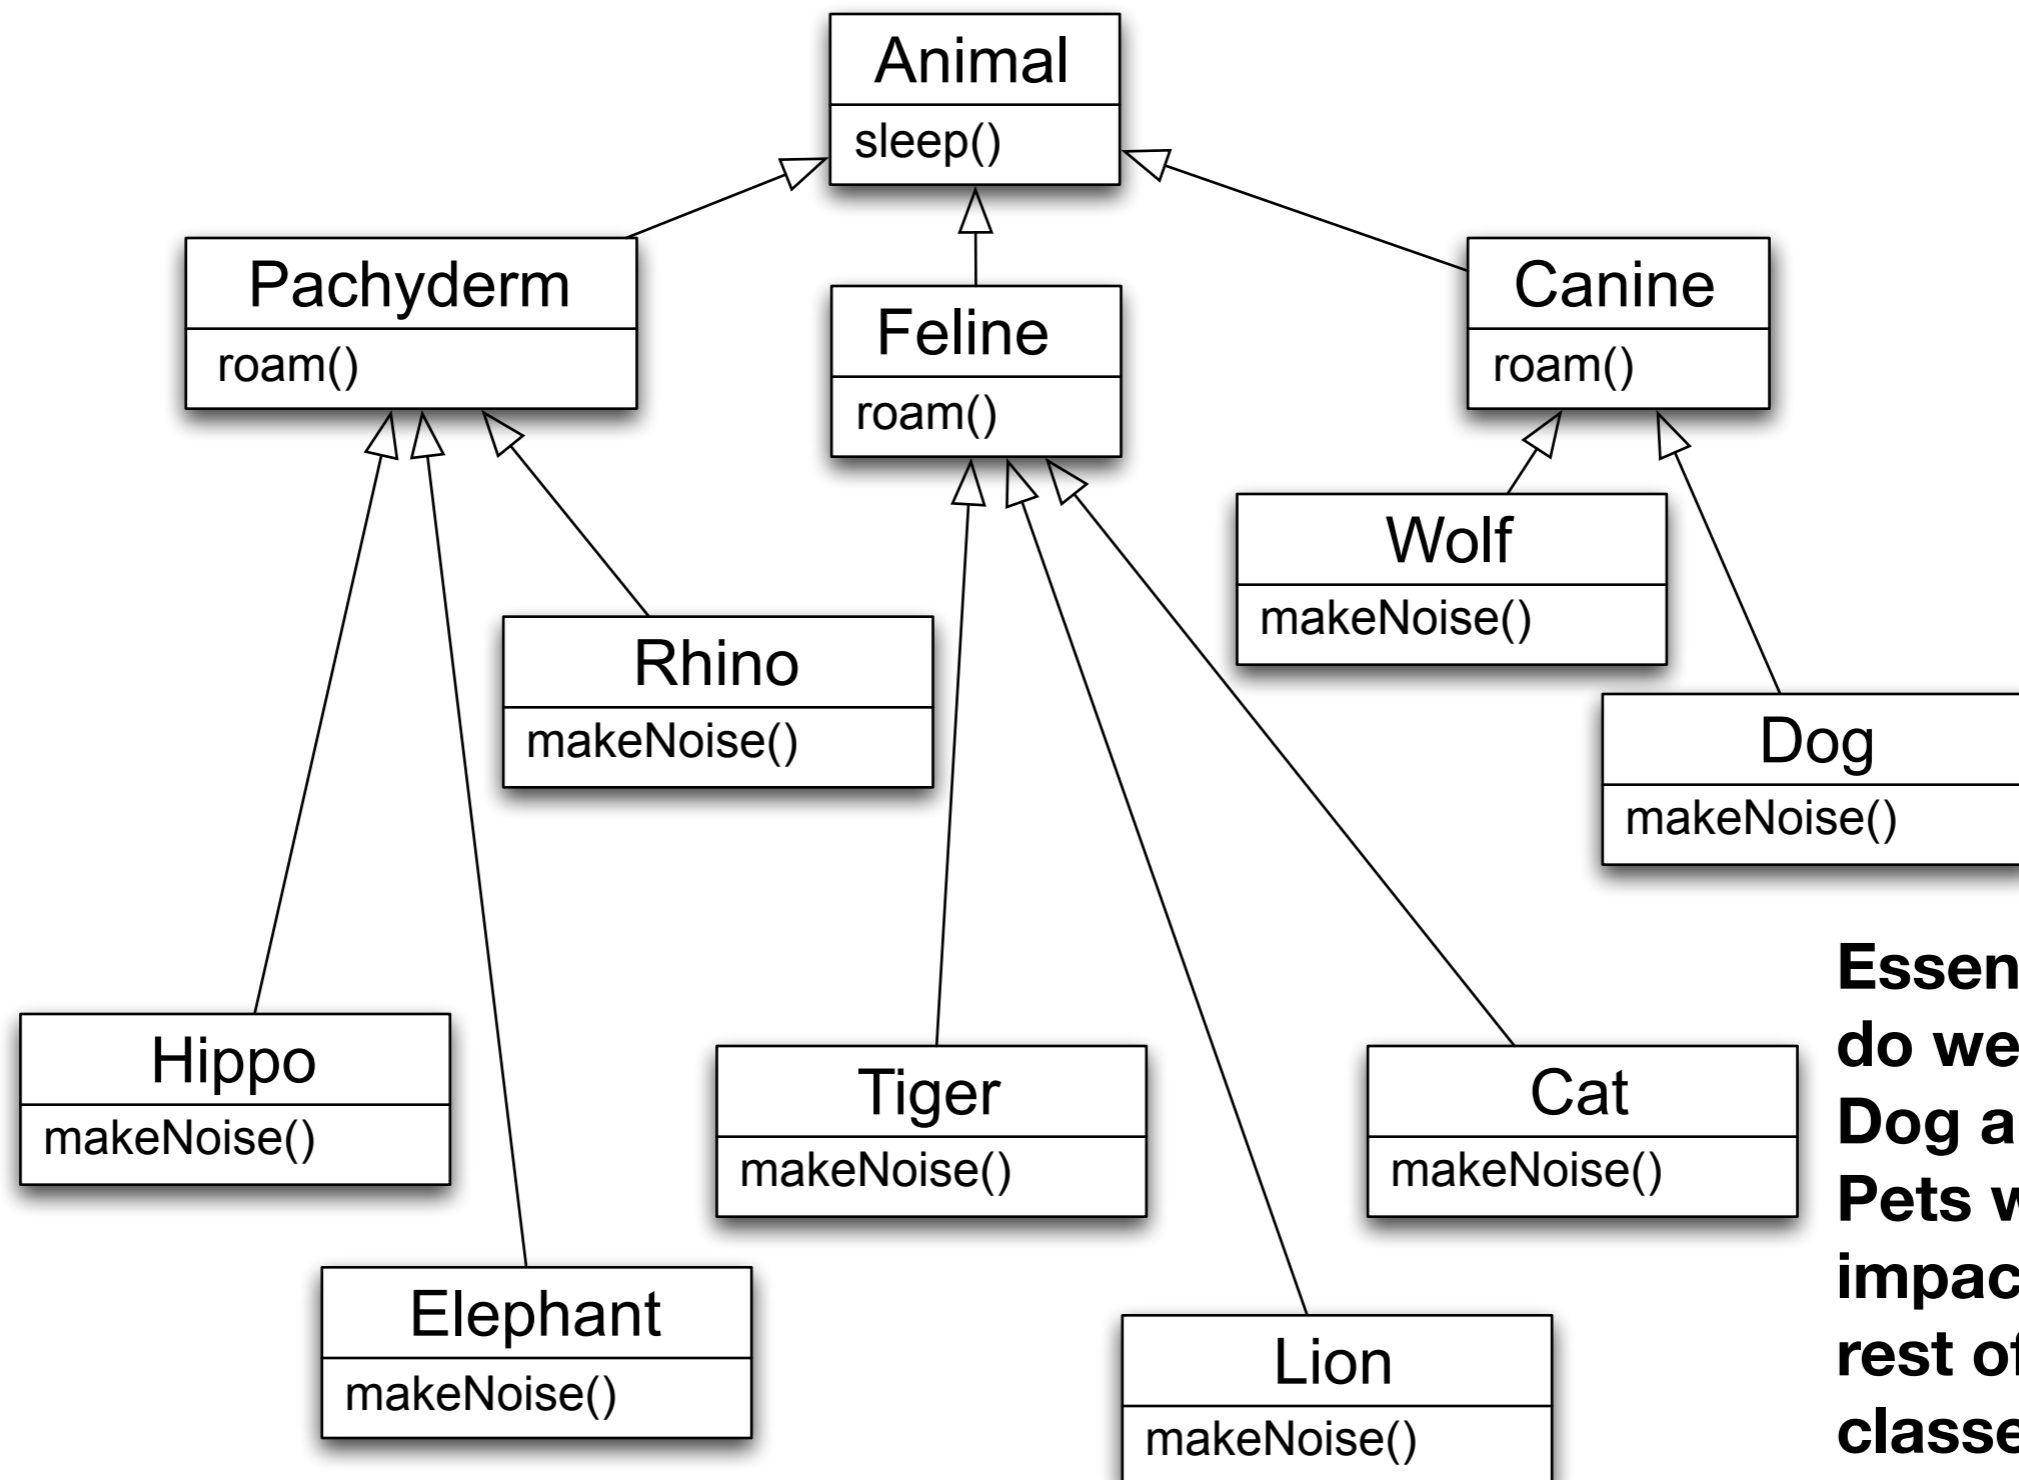 Animal
sleep()
Pachyderm
roam()
Feline
roam()
Canine
roam()
Wolf
makeNoise()
Rhino
makeNoise()
Dog
makeNoise()
Hippo
makeNoise()
Tiger
makeNoise()
Cat
makeNoise()
Elephant
makeNoise()
Lion
makeNoise()
Essen
do we
Dog a
Pets w
impac
rest of
classe